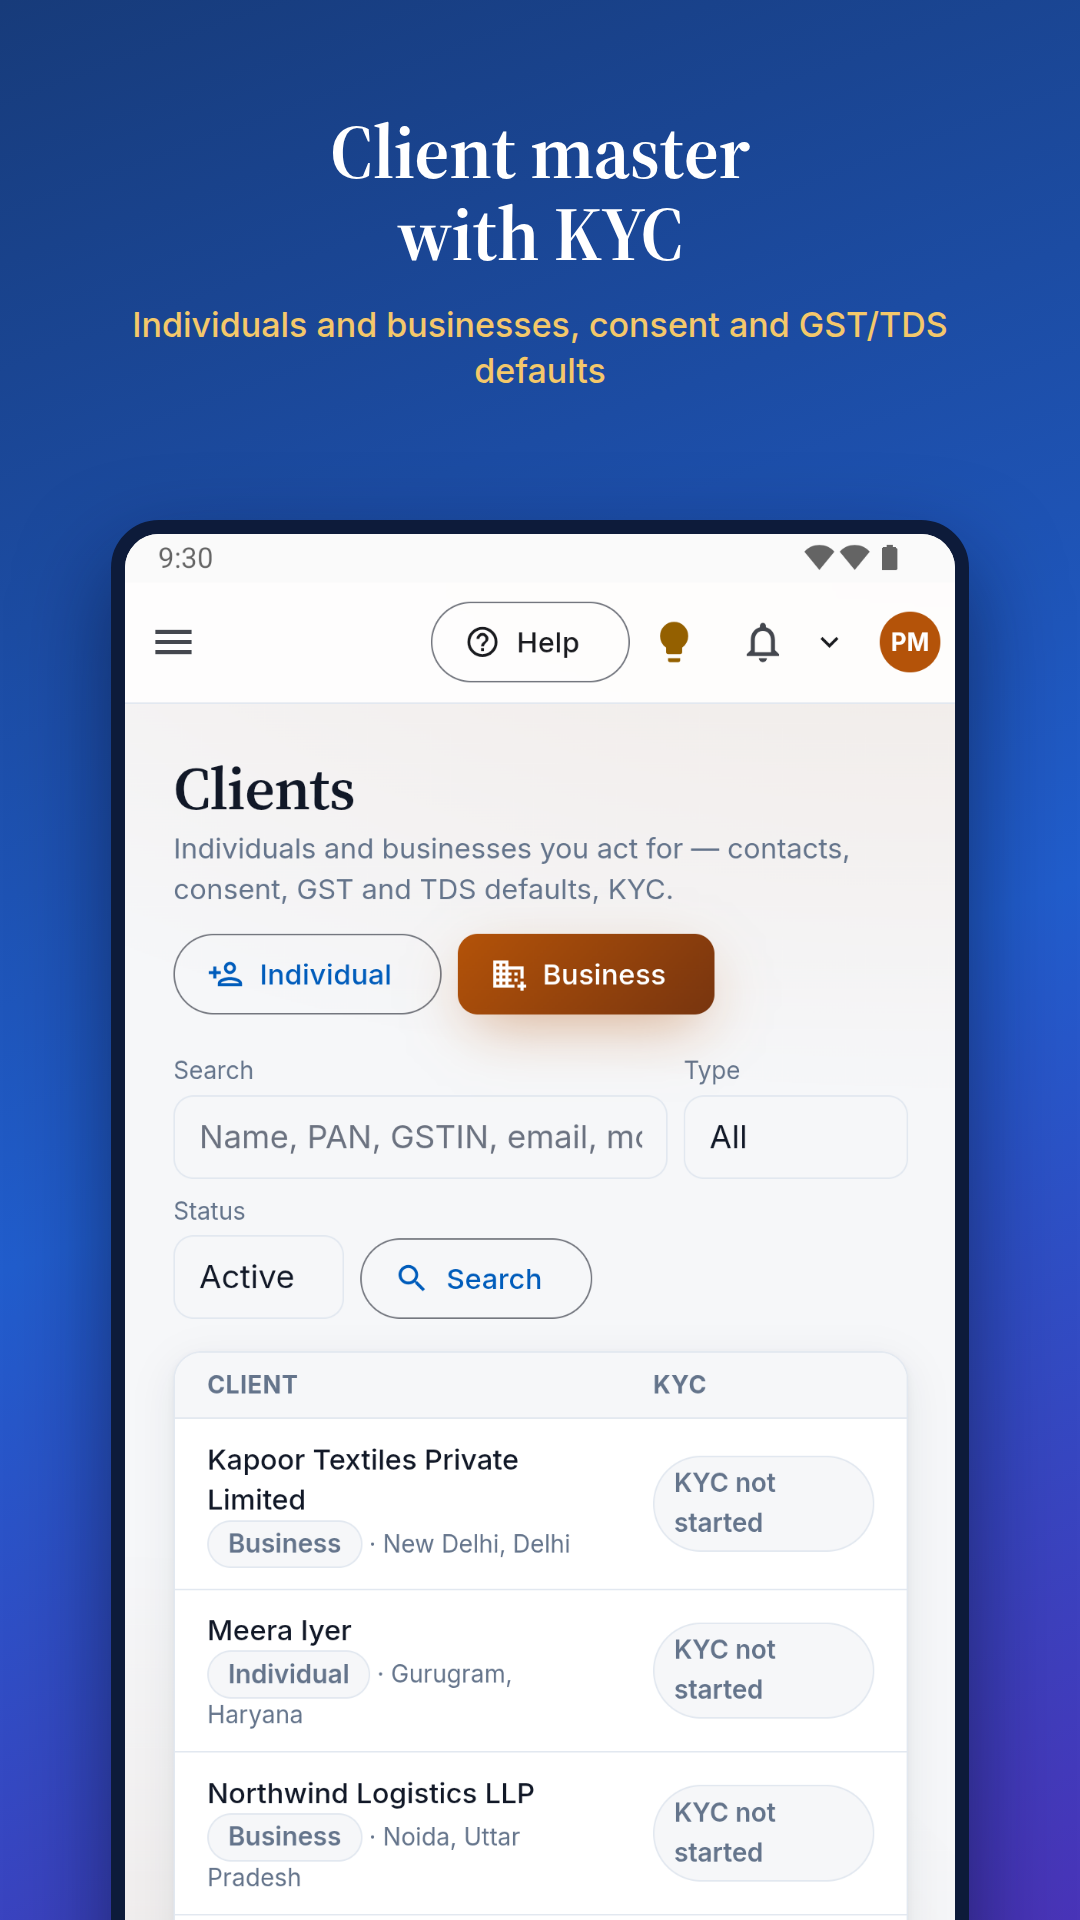 Client master
with KYC
Individuals and businesses, consent and GST/TDS
defaults
9:30
Help
PM
Clients
Individuals and businesses you act for — contacts,
consent, GST and TDS defaults, KYC.
Individual
Business
Search
Type
Name, PAN, GSTIN, email, mo
All
Status
Active
Search
CLIENT
KYC
Kapoor Textiles Private
Limited
Business · New Delhi, Delhi
KYC not
started
Meera Iyer
Individual · Gurugram,
Haryana
KYC not
started
Northwind Logistics LLP
Business · Noida, Uttar
Pradesh
KYC not
started